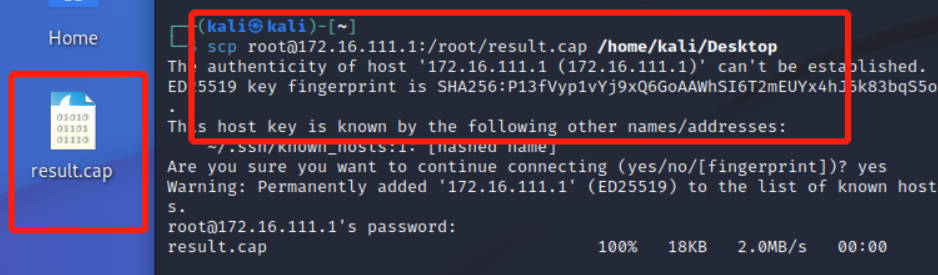 Home
result.cap
(kali㉿kali)-[~]
$ scp root@172.16.111.1:/root/result.cap /home/kali/Desktop
The authenticity of host '172.16.111.1 (172.16.111.1)' can't be established.
ED25519 key fingerprint is
.
This host key is known by the following other names/addresses:
~/.ssh/known_hosts:1: [hashed name]
Are you sure you want to continue connecting (yes/no/[fingerprint])? yes
Warning: Permanently added '172.16.111.1' (ED25519) to the list of known host
s.
root@172.16.111.1's password:
result.cap 100% 18KB 2.0MB/s 00:00